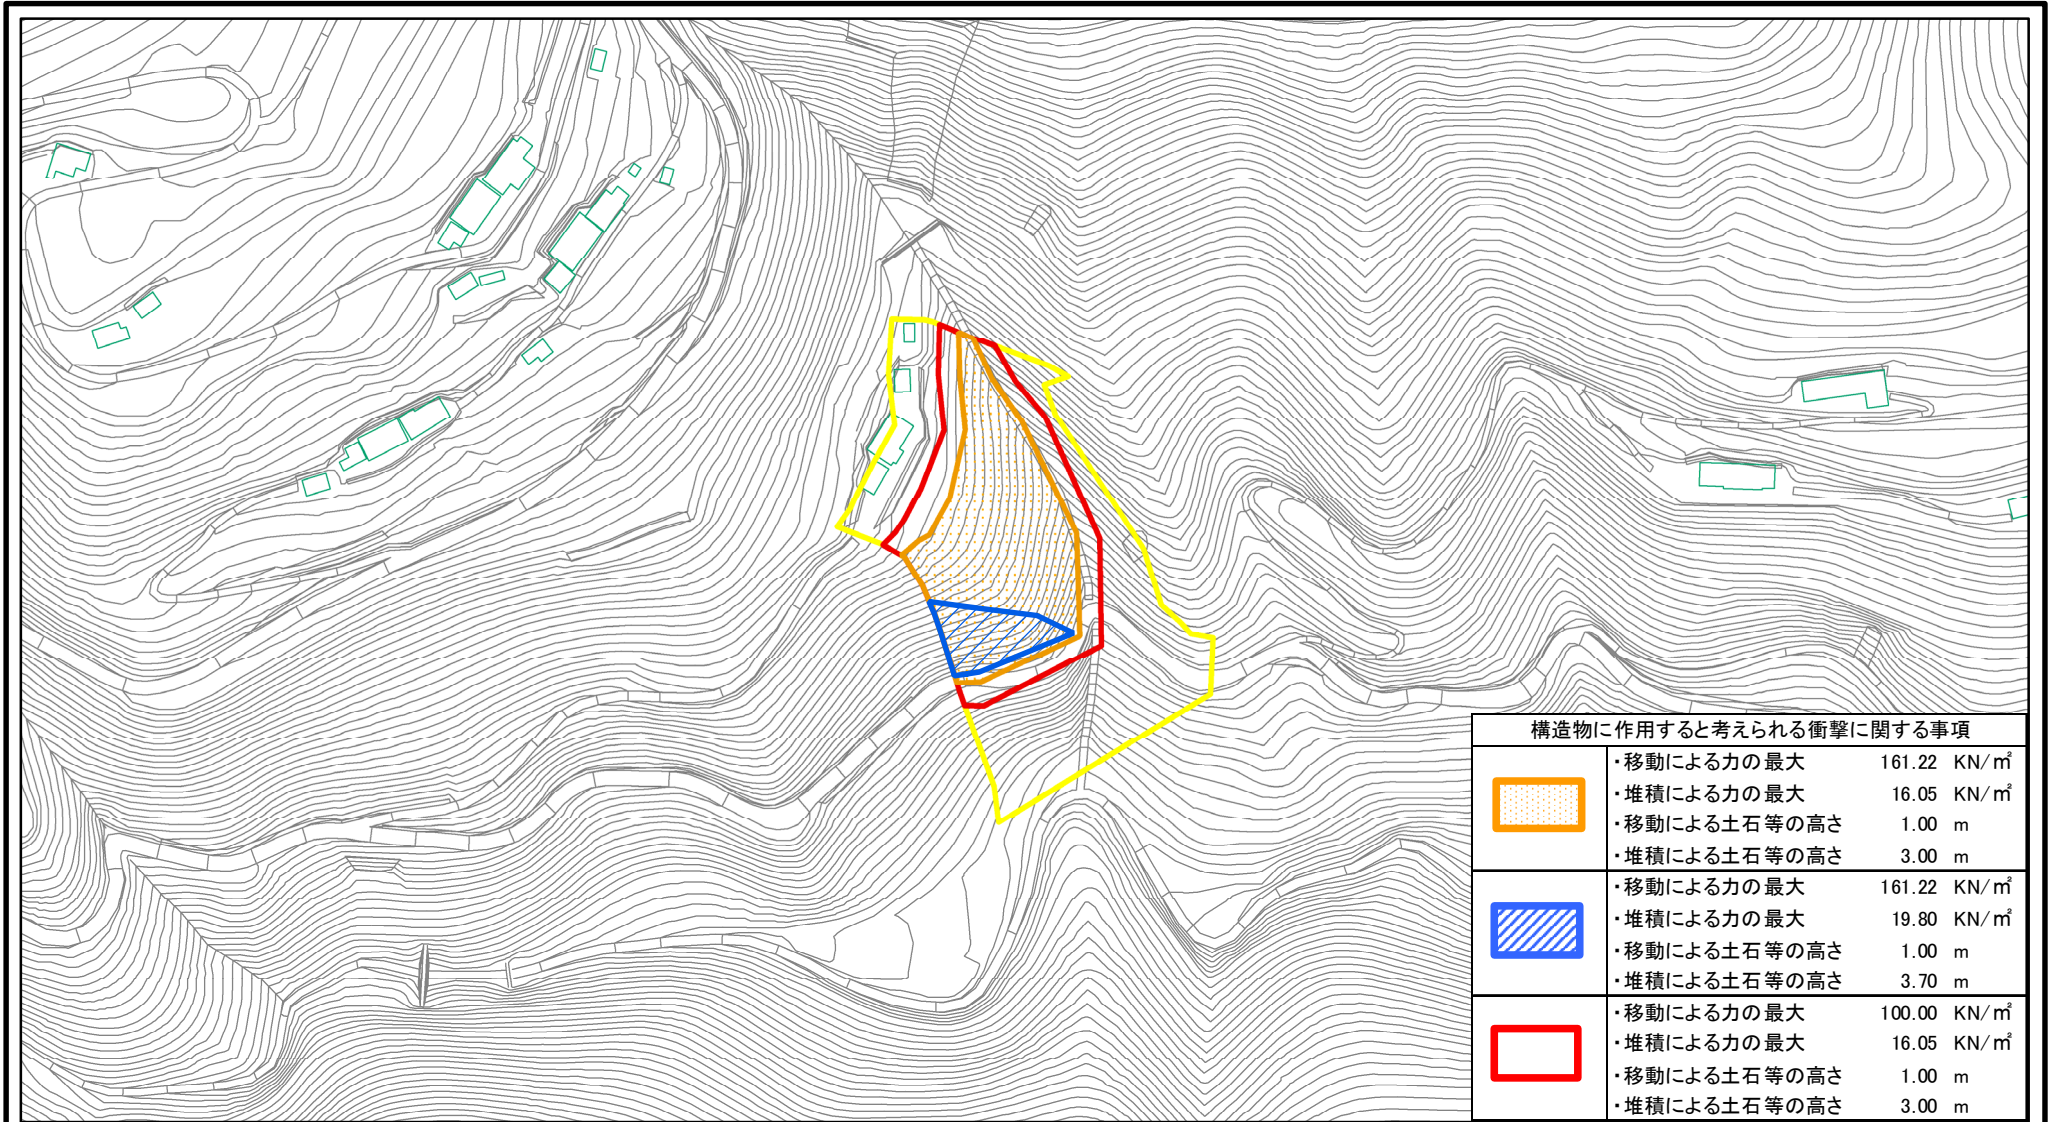 構造物に作用すると考えられる衝撃に関する事項
・移動による力の最大 161.22 KN/㎡
・堆積による力の最大 16.05 KN/㎡
・移動による土石等の高さ 1.00 m
・堆積による土石等の高さ 3.00 m
・移動による力の最大 161.22 KN/㎡
・堆積による力の最大 19.80 KN/㎡
・移動による土石等の高さ 1.00 m
・堆積による土石等の高さ 3.70 m
・移動による力の最大 100.00 KN/㎡
・堆積による力の最大 16.05 KN/㎡
・移動による土石等の高さ 1.00 m
・堆積による土石等の高さ 3.00 m